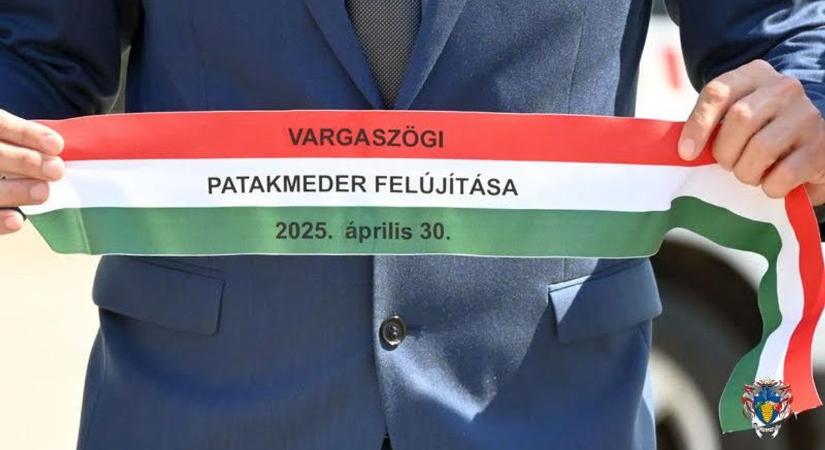 VARGASZÖGI
PATAKMEDER FELÚJÍTÁSA
2025. április 30.